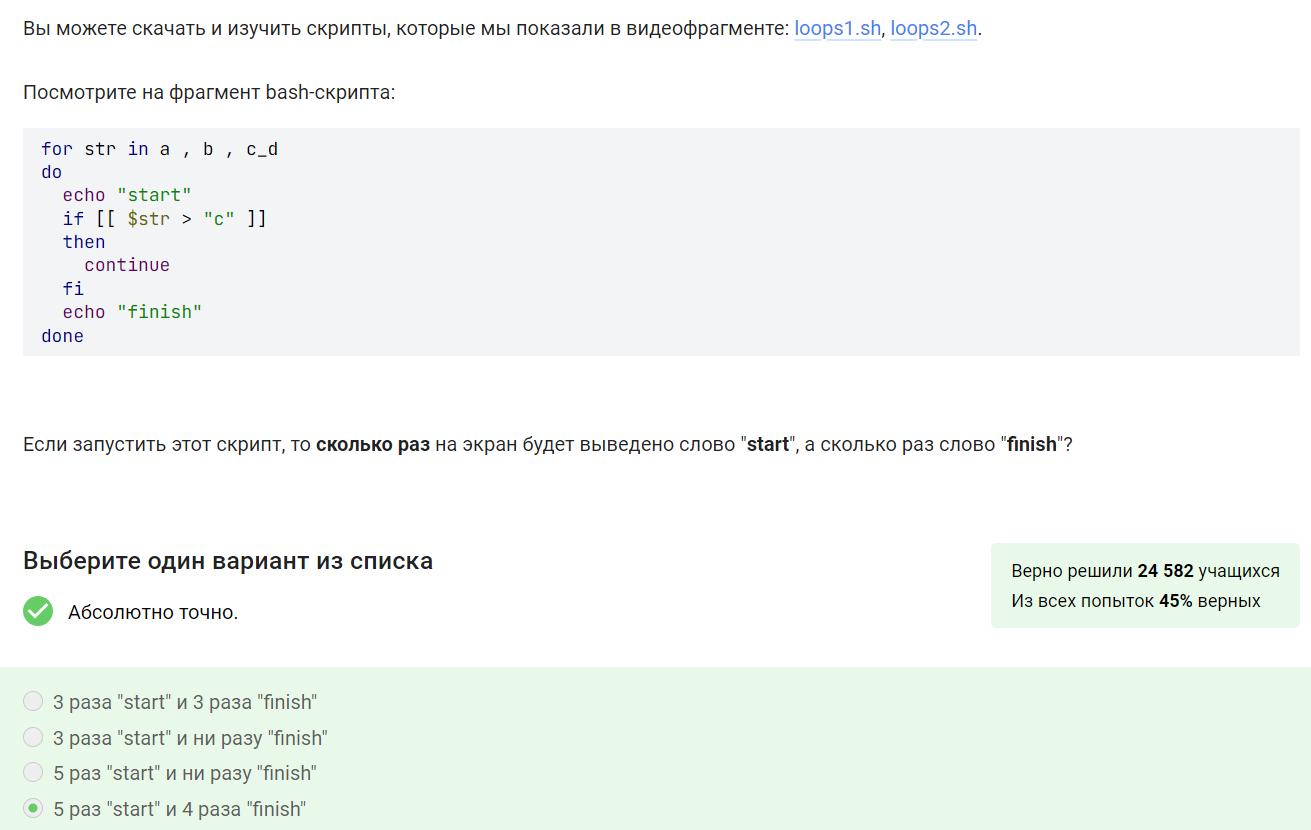 Вы можете скачать и изучить скрипты, которые мы показали в видеофрагменте: loops1.sh, loops2.sh.
Посмотрите на фрагмент bash-скрипта:
for str in a , b , c_d
do
  echo "start"
  if [[ $str > "c" ]]
  then
    continue
  fi
  echo "finish"
done
Если запустить этот скрипт, то сколько раз на экран будет выведено слово "start", а сколько раз слово "finish"?
Выберите один вариант из списка
Верно решили 24 582 учащихся
Из всех попыток 45% верных
Абсолютно точно.
3 раза "start" и 3 раза "finish"
3 раза "start" и ни разу "finish"
5 раз "start" и ни разу "finish"
5 раз "start" и 4 раза "finish"